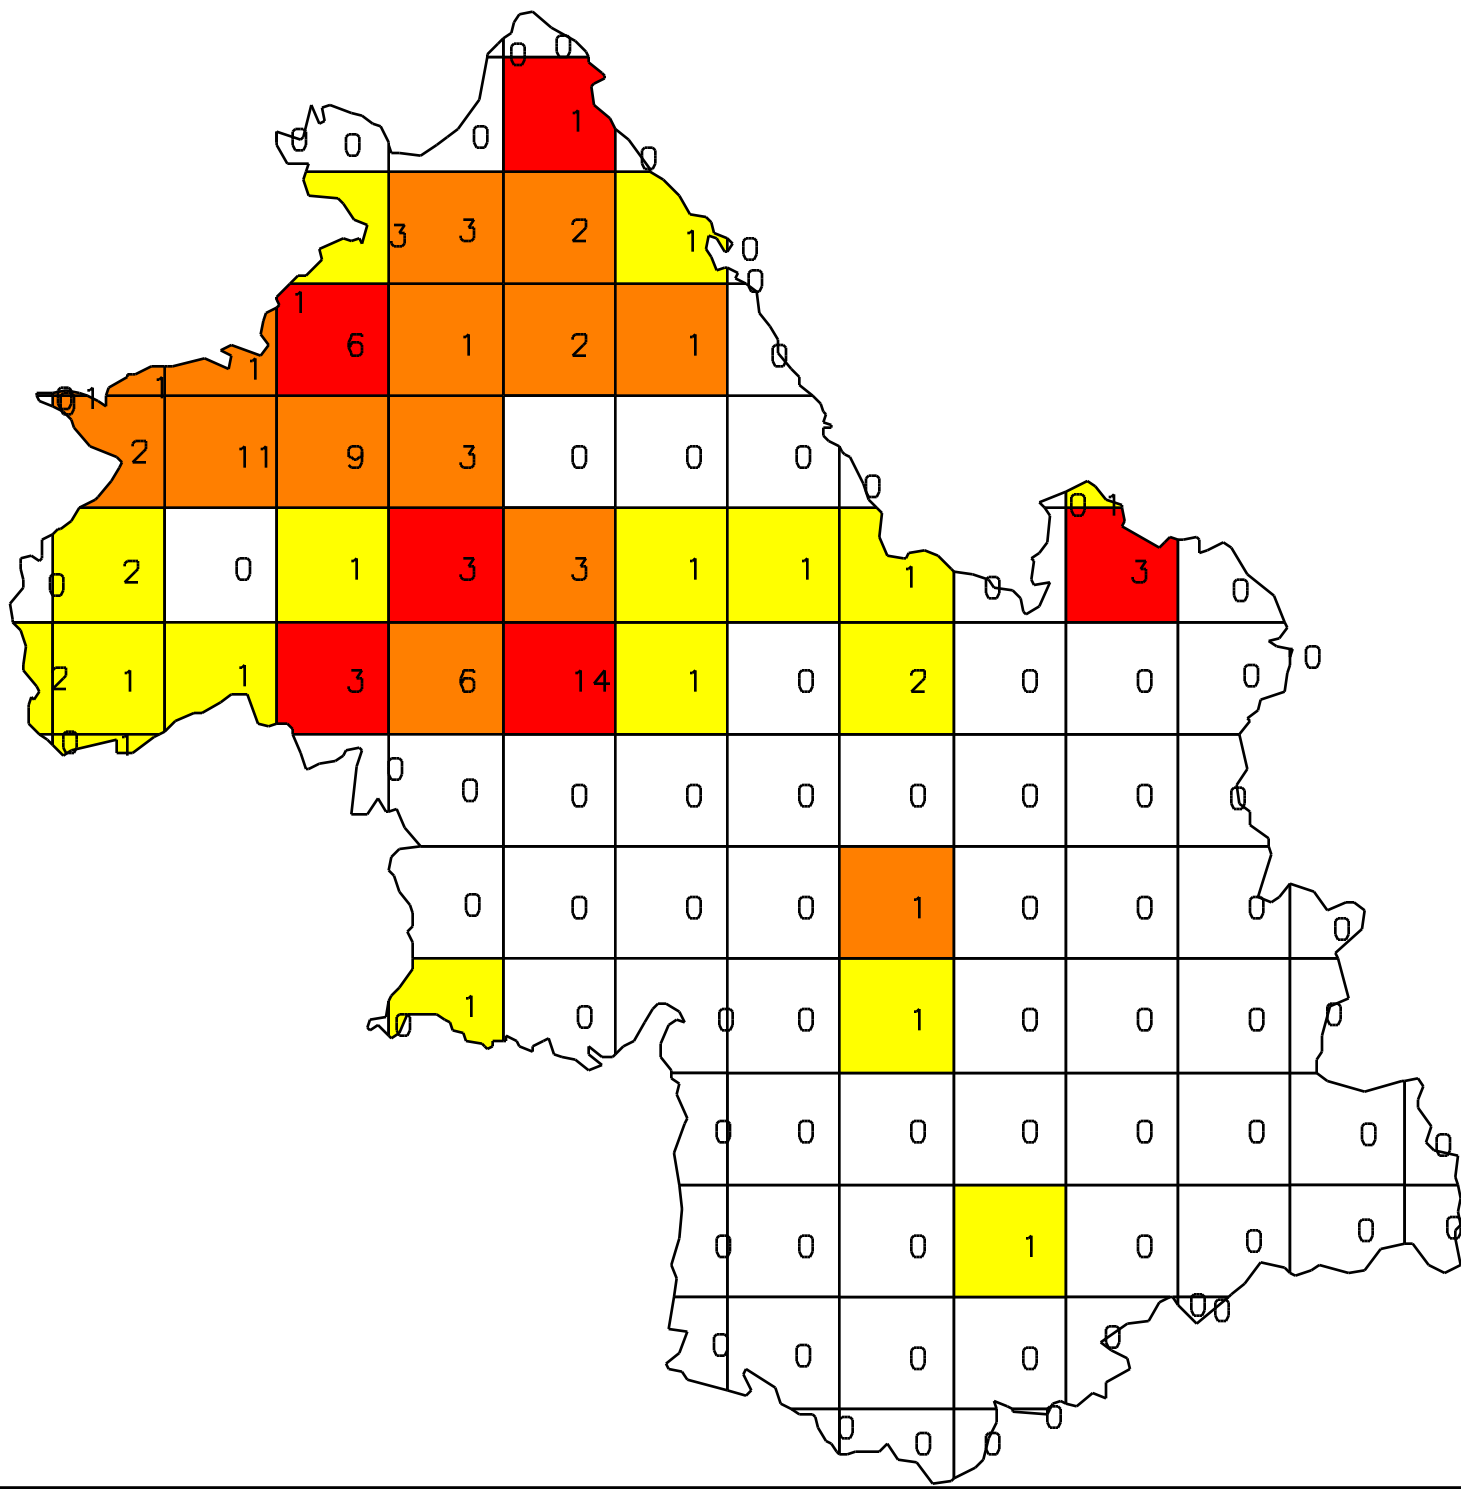 0 0
1
0 0 0 0
3 3 2 1 0
0
1 6 1 2 1 0
1 1 0 0 1
2 11 9 3 0 0 0
0 0 1
0 2 0 1 3 3 1 1 1 0 3 0
2 1 1 3 6 14 1 0 2 0 0 0 0
0 1
0 0 0 0 0 0 0 0 0
0 0 0 0 1 0 0 0 0
0 1 0 0 0 1 0 0 0 0
0 0 0 0 0 0 0 0
0 0 0 1 0 0 0 0
0 0 0 0 0 0 0
0 0 0 0